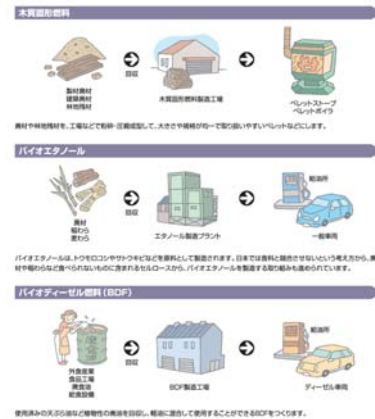 木質固形燃料
製材廃材
建築廃材
林地残材
回収
木質固形燃料製造工場
ペレットストーブ
ペレットボイラ
廃材や林地残材を、工場などで粉砕・圧縮成型して、大きさや規格が均一で取り扱いやすいペレットなどにします。
バイオエタノール
廃材
稲わら
麦わら
回収
エタノール製造プラント
給油所
一般車両
バイオエタノールは、トウモロコシやサトウキビなどを原料として製造されます。日本では食料と競合させないという考え方から、廃
材や稲わらなど食べられないものに含まれるセルロースから、バイオエタノールを製造する取り組みも進められています。
バイオディーゼル燃料(BDF)
外食産業
食品工場
廃食油
給食設備
回収
BDF製造工場
給油所
ディーゼル車両
使用済みの天ぷら油など植物性の廃油を回収し、軽油に混合して使用することができるBDFをつくります。